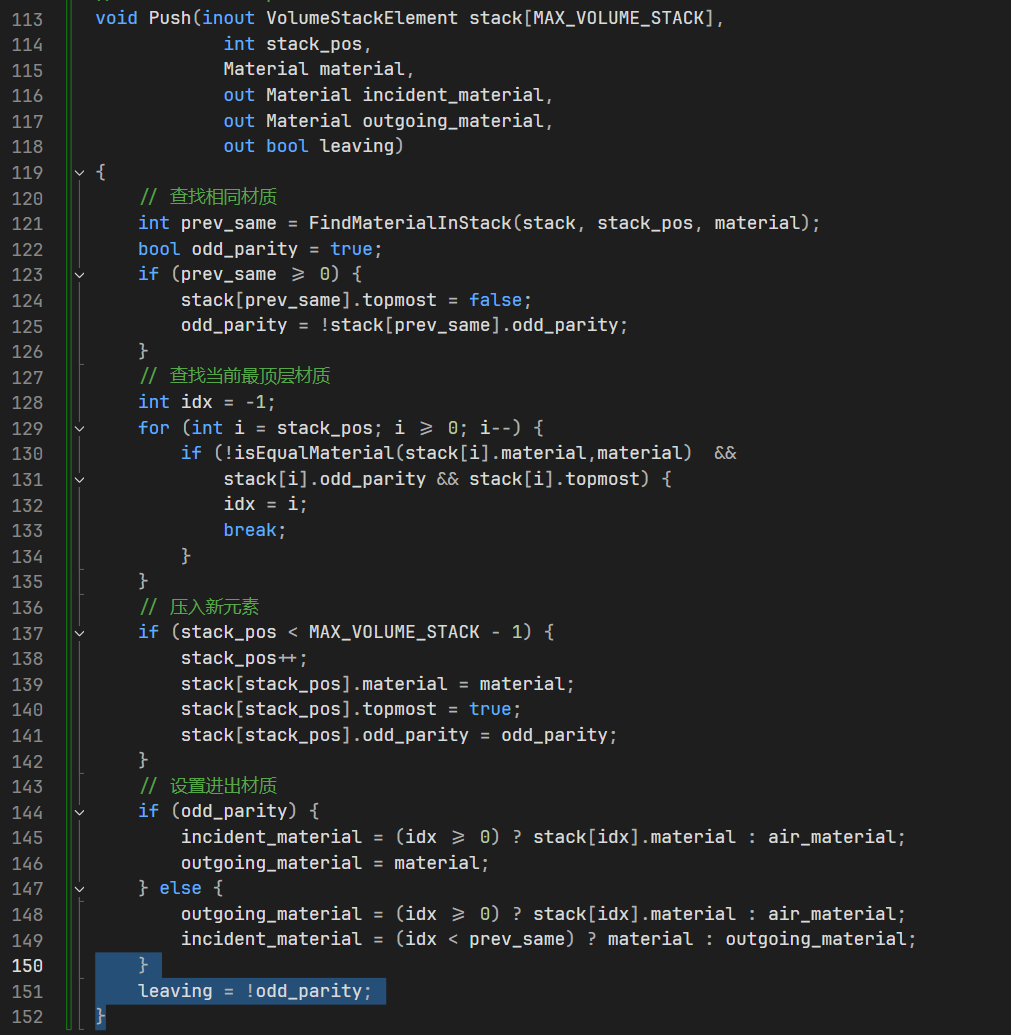 113 void Push(inout VolumeStackElement stack[MAX_VOLUME_STACK],
114             int stack_pos,
115             Material material,
116             out Material incident_material,
117             out Material outgoing_material,
118             out bool leaving)
119 {
120     // 查找相同材质
121     int prev_same = FindMaterialInStack(stack, stack_pos, material);
122     bool odd_parity = true;
123     if (prev_same >= 0) {
124         stack[prev_same].topmost = false;
125         odd_parity = !stack[prev_same].odd_parity;
126     }
127     // 查找当前最顶层材质
128     int idx = -1;
129     for (int i = stack_pos; i >= 0; i--) {
130         if (!isEqualMaterial(stack[i].material,material)  &&
131             stack[i].odd_parity && stack[i].topmost) {
132             idx = i;
133             break;
134         }
135     }
136     // 压入新元素
137     if (stack_pos < MAX_VOLUME_STACK - 1) {
138         stack_pos++;
139         stack[stack_pos].material = material;
140         stack[stack_pos].topmost = true;
141         stack[stack_pos].odd_parity = odd_parity;
142     }
143     // 设置进出材质
144     if (odd_parity) {
145         incident_material = (idx >= 0) ? stack[idx].material : air_material;
146         outgoing_material = material;
147     } else {
148         outgoing_material = (idx >= 0) ? stack[idx].material : air_material;
149         incident_material = (idx < prev_same) ? material : outgoing_material;
150     }
151     leaving = !odd_parity;
152 }